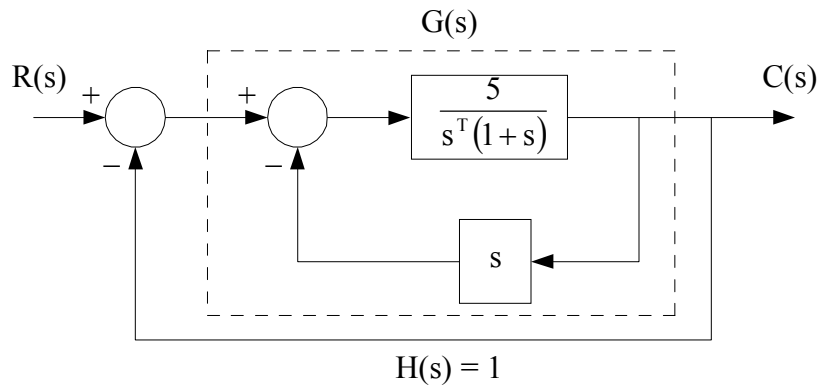 G(s)
R(s)
C(s)
+
+
5
s^T(1+s)
−
−
s
H(s) = 1